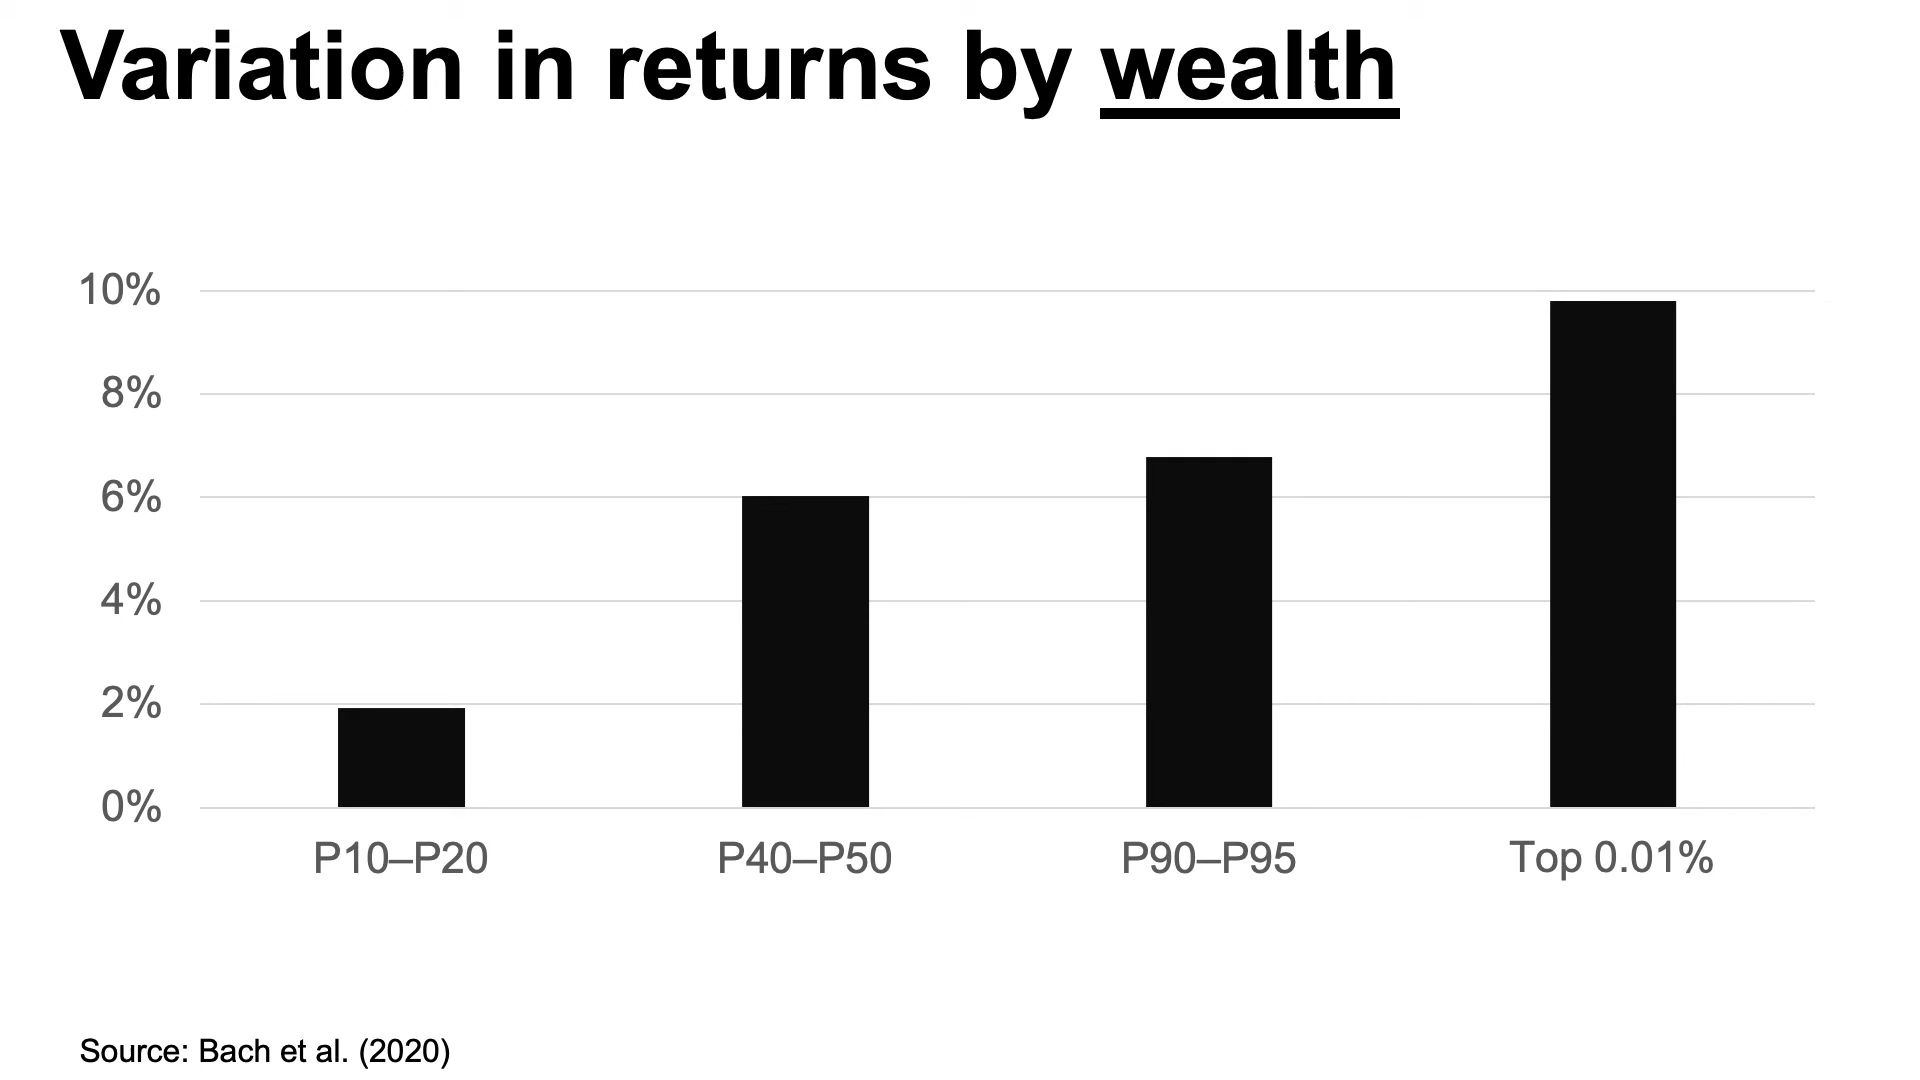 Variation in returns by wealth
10%
8%
6%
4%
2%
0%
P10–P20 P40–P50 P90–P95 Top 0.01%
Source: Bach et al. (2020)